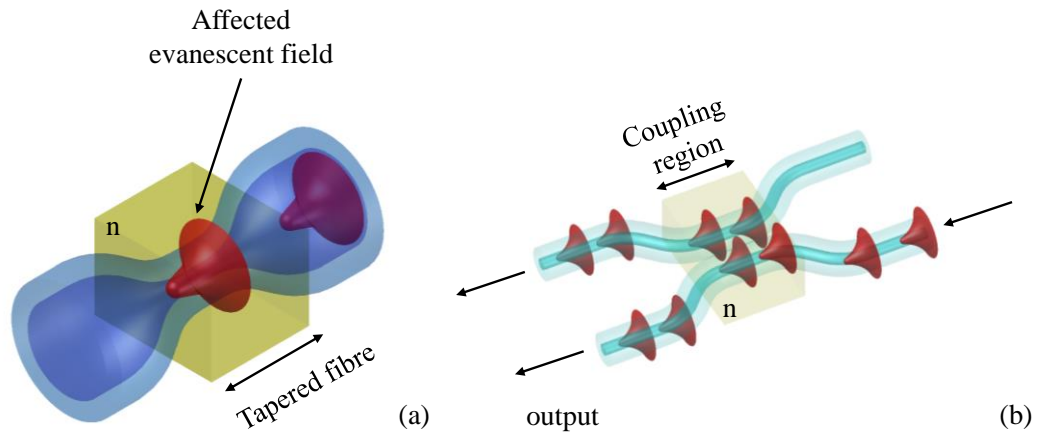 Affected
evanescent field
n
Tapered fibre
(a)
Coupling
region
n
output
(b)